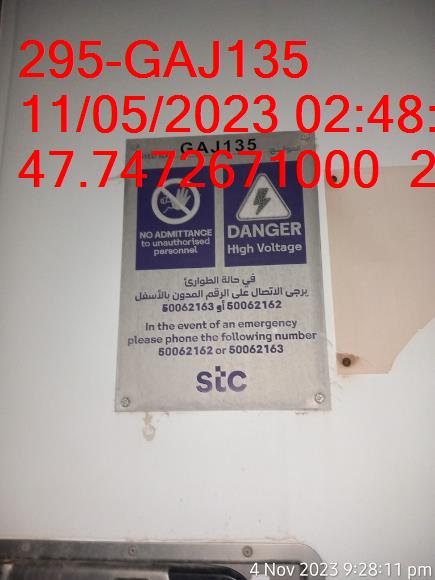 295-GAJ135
11/05/2023 02:48:
47.7472671000 2
GAJ135
NO ADMITTANCE
to unauthorised
personnel
DANGER
High Voltage
في حالة الطوارئ
يرجى الاتصال على الرقم المدون بالأسفل
50062162 أو 50062163
In the event of an emergency
please phone the following number
50062162 or 50062163
stc
4 Nov 2023 9:28:11 pm